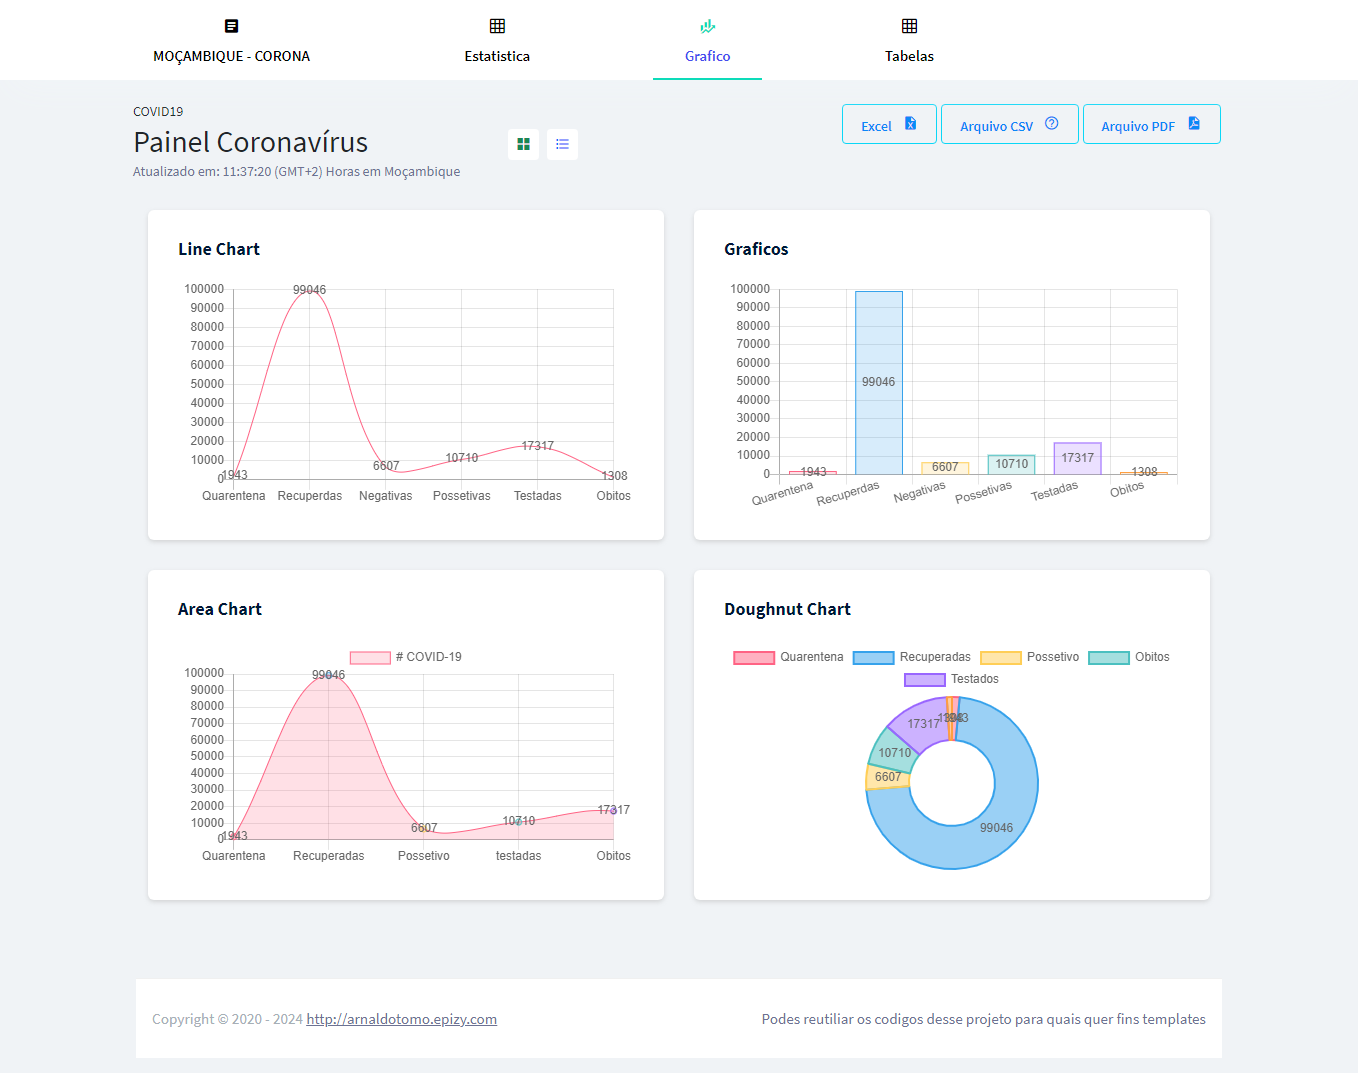 MOÇAMBIQUE - CORONA
Estatistica
Grafico
Tabelas
COVID19
Painel Coronavírus
Atualizado em: 11:37:20 (GMT+2) Horas em Moçambique
Excel
Arquivo CSV
Arquivo PDF
Line Chart
100000
90000
80000
70000
60000
50000
40000
30000
20000
10000
0
1943
99046
6607
10710
17317
1308
Quarentena Recuperdas Negativas Possetivas Testadas Obitos
Graficos
100000
90000
80000
70000
60000
50000
40000
30000
20000
10000
0
1943
99046
6607
10710
17317
1308
Quarentena Recuperdas Negativas Possetivas Testadas Obitos
Area Chart
# COVID-19
100000
90000
80000
70000
60000
50000
40000
30000
20000
10000
0
1943
99046
6607
10710
17317
Quarentena Recuperadas Possetivo testadas Obitos
Doughnut Chart
Quarentena Recuperadas Possetivo Obitos
Testados
17317
1943
10710
6607
99046
Copyright © 2020 - 2024 http://arnaldotomo.epizy.com
Podes reutiliar os codigos desse projeto para quais quer fins templates